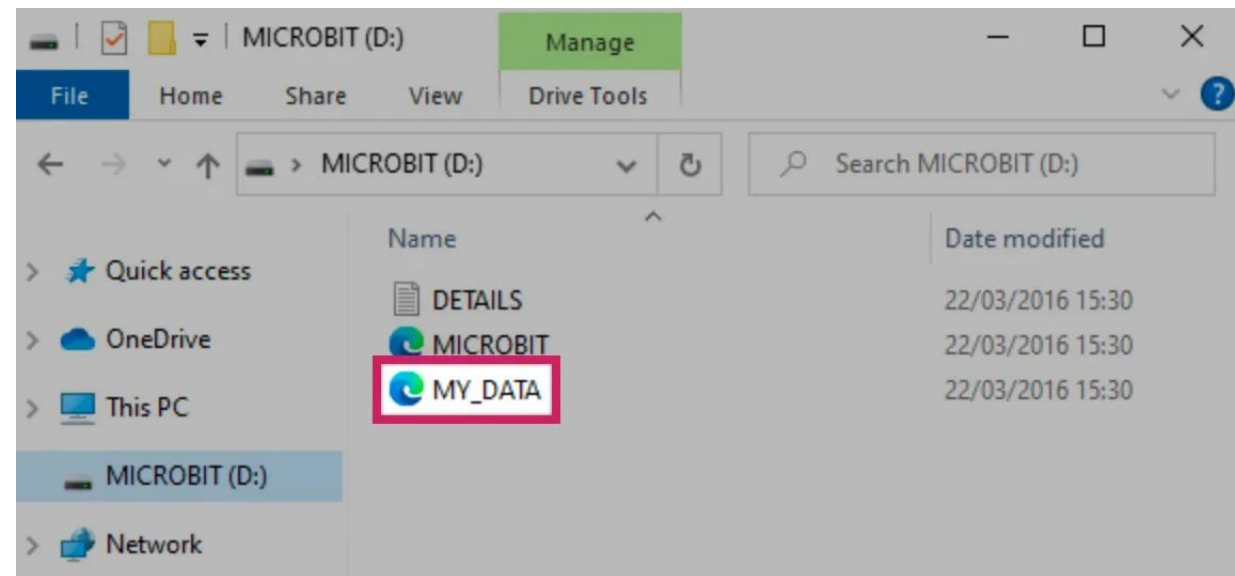 MICROBIT (D:)
Manage
File
Home
Share
View
Drive Tools
?
MICROBIT (D:)
Search MICROBIT (D:)
Name
Date modified
Quick access
OneDrive
This PC
MICROBIT (D:)
Network
DETAILS
22/03/2016 15:30
MICROBIT
22/03/2016 15:30
MY_DATA
22/03/2016 15:30